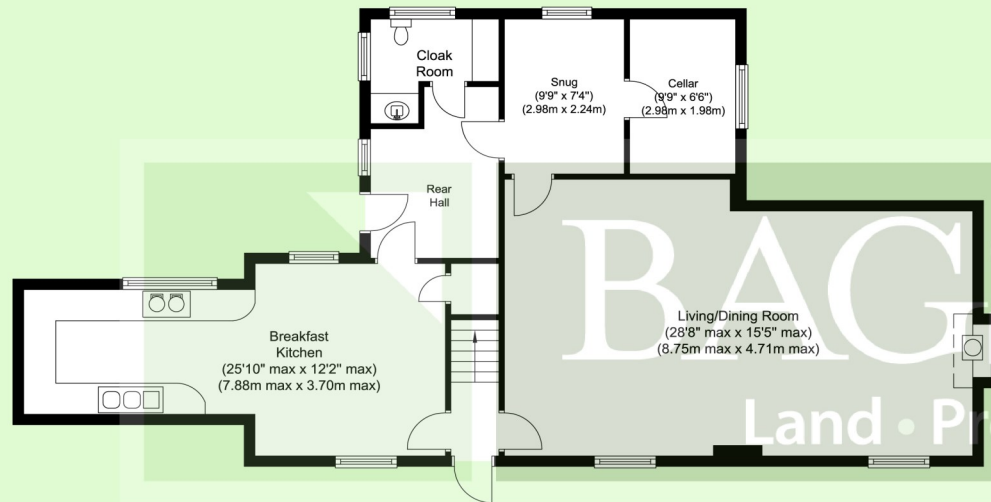 Cloak
Room
Snug
(9'9" x 7'4")
(2.98m x 2.24m)
Cellar
(9'9" x 6'6")
(2.98m x 1.98m)
Rear
Hall
Breakfast
Kitchen
(25'10" max x 12'2" max)
(7.88m max x 3.70m max)
Living/Dining Room
(28'8" max x 15'5" max)
(8.75m max x 4.71m max)
BAG
Land • Pr